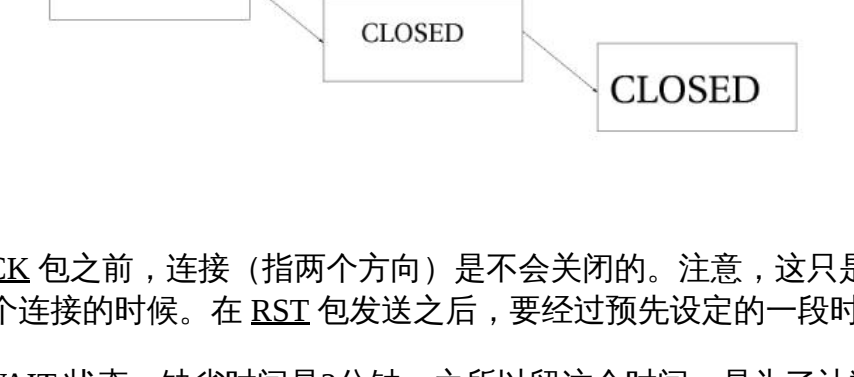 CLOSED
CLOSED
CK 包之前，连接（指两个方向）是不会关闭的。注意，这只是
个连接的时候。在 RST 包发送之后，要经过预先设定的一段时
状态，缺省时间是2分钟，之所以留这个时间，是为了